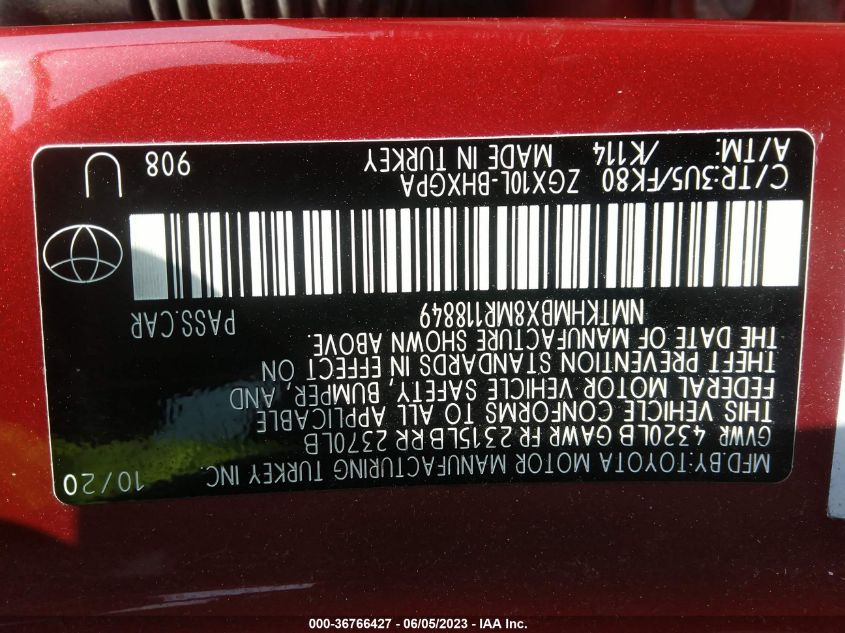 MFD.BY:TOYOTA MOTOR MANUFACTURING TURKEY INC. 10/20
GVWR 4320LB GAWR FR 2315LB RR 2370LB
THIS VEHICLE CONFORMS TO ALL APPLICABLE
FEDERAL MOTOR VEHICLE SAFETY, BUMPER, AND
THEFT PREVENTION STANDARDS IN EFFECT ON
THE DATE OF MANUFACTURE SHOWN ABOVE.
NMTKHMBX8MR118849 PASS.CAR
C/TR:3U5/FK80 ZGX10L-BHXGPA
A/TM: /K114 MADE IN TURKEY 908
U
000-36766427 - 06/05/2023 - IAA Inc.